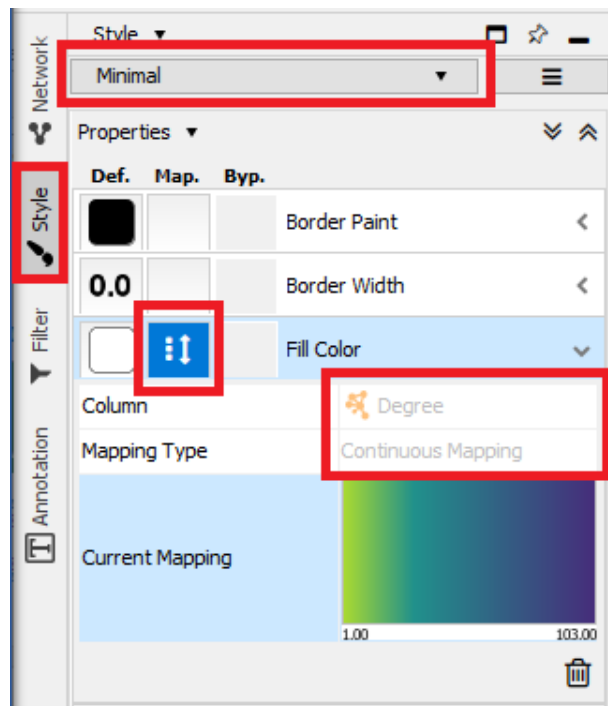 Style
Minimal
Properties
Def. Map. Byp.
Border Paint
0.0 Border Width
Fill Color
Column Degree
Mapping Type Continuous Mapping
Current Mapping
1.00 103.00
Network
Style
Filter
T Annotation